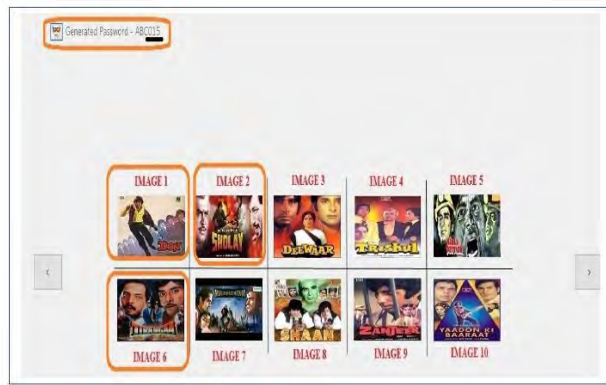 Generated Password - ABC015
IMAGE 1
IMAGE 2
IMAGE 3
IMAGE 4
IMAGE 5
Don
SHOLAY
DEEWAAR
Trishul
IMAGE 6
IMAGE 7
IMAGE 8
IMAGE 9
IMAGE 10
SHAAN
ZANJEER
YAADON KI
BAARAAT